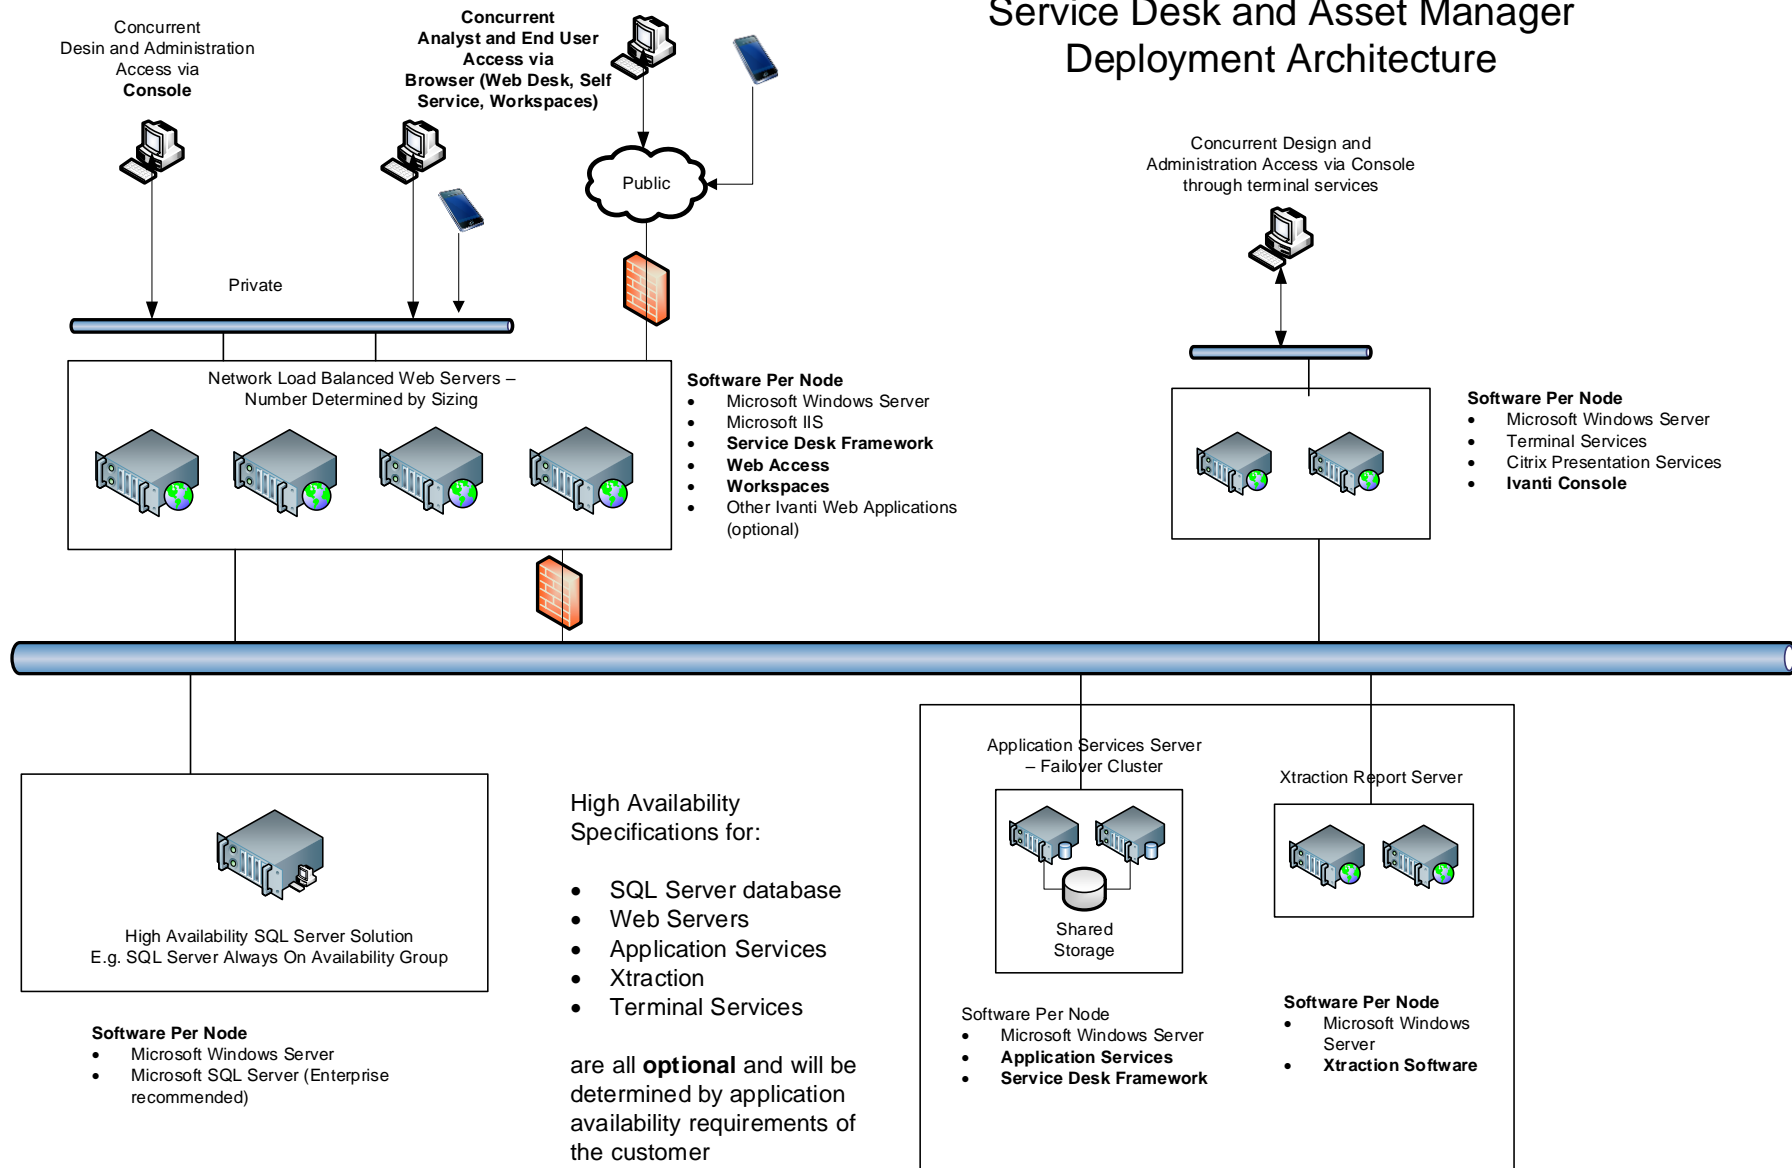 Service Desk and Asset Manager
Deployment Architecture
Concurrent
Desin and Administration
Access via
Console
Concurrent
Analyst and End User
Access via
Browser (Web Desk, Self
Service, Workspaces)
Public
Private
Concurrent Design and
Administration Access via Console
through terminal services
Network Load Balanced Web Servers –
Number Determined by Sizing
Software Per Node
• Microsoft Windows Server
• Microsoft IIS
• Service Desk Framework
• Web Access
• Workspaces
• Other Ivanti Web Applications
(optional)
Software Per Node
• Microsoft Windows Server
• Terminal Services
• Citrix Presentation Services
• Ivanti Console
High Availability SQL Server Solution
E.g. SQL Server Always On Availability Group
Software Per Node
• Microsoft Windows Server
• Microsoft SQL Server (Enterprise
recommended)
High Availability
Specifications for:
• SQL Server database
• Web Servers
• Application Services
• Xtraction
• Terminal Services
are all optional and will be
determined by application
availability requirements of
the customer
Application Services Server
– Failover Cluster
Shared
Storage
Software Per Node
• Microsoft Windows Server
• Application Services
• Service Desk Framework
Xtraction Report Server
Software Per Node
• Microsoft Windows
Server
• Xtraction Software